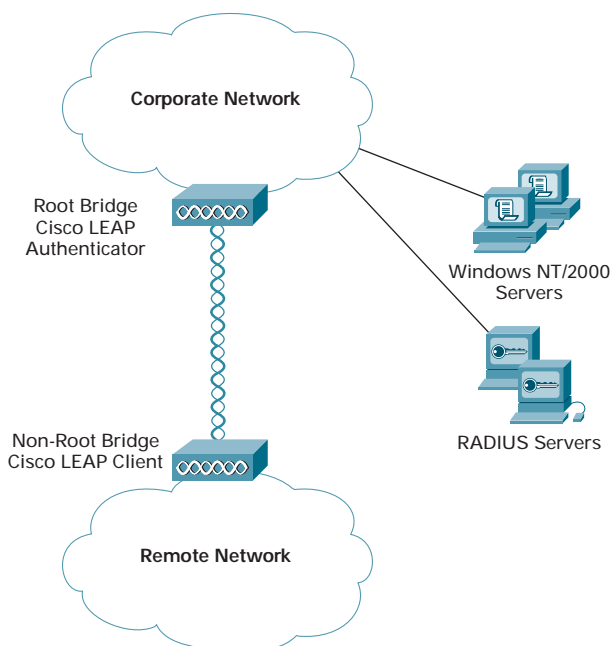 Corporate Network
Root Bridge
Cisco LEAP
Authenticator
Windows NT/2000
Servers
Non-Root Bridge
Cisco LEAP Client
RADIUS Servers
Remote Network